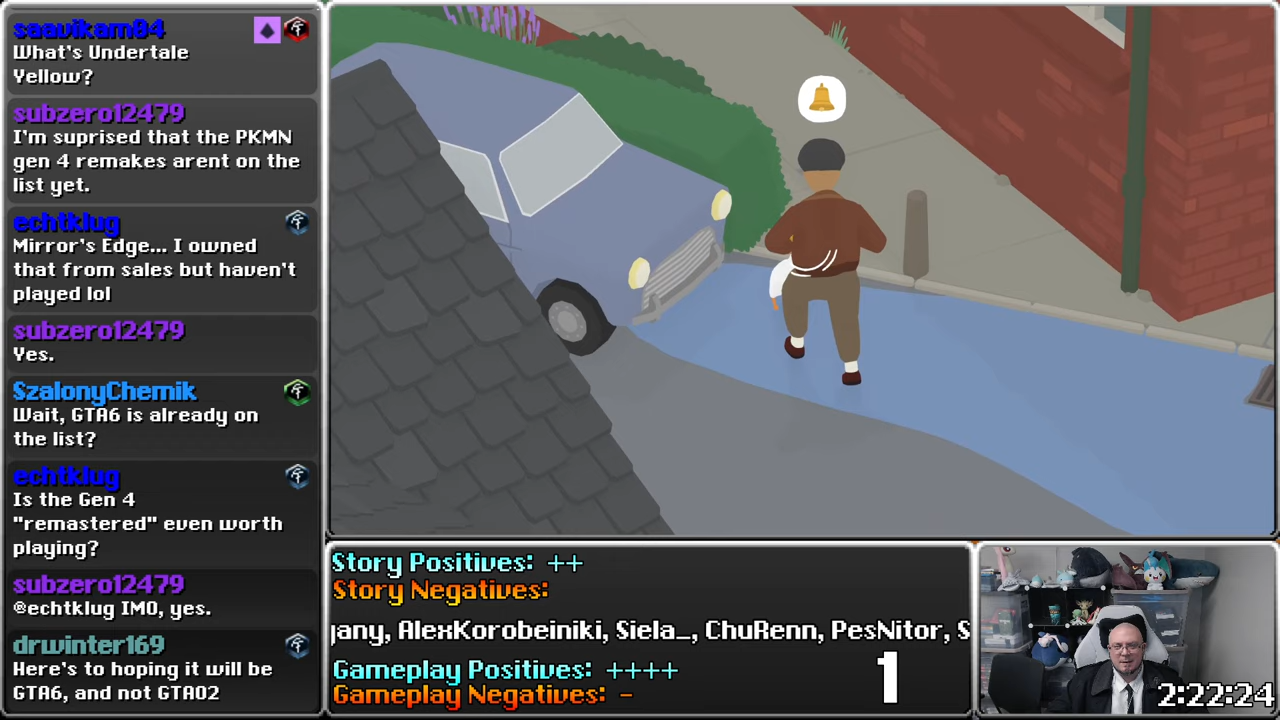 saavikam84
What's Undertale
Yellow?
subzero12479
I'm suprised that the PKMN
gen 4 remakes arent on the
list yet.
echtklug
Mirror's Edge... I owned
that from sales but haven't
played lol
subzero12479
Yes.
SzalonyChemik
Wait, GTA6 is already on
the list?
echtklug
Is the Gen 4
"remastered" even worth
playing?
subzero12479
@echtklug IMO, yes.
drwinter169
Here's to hoping it will be
GTA6, and not GTA02
Story Positives: ++
Story Negatives:
jany, AlexKorobeiniki, Siela_, ChuRenn, PesNitor, S
Gameplay Positives: ++++
Gameplay Negatives: -
1
2:22:24